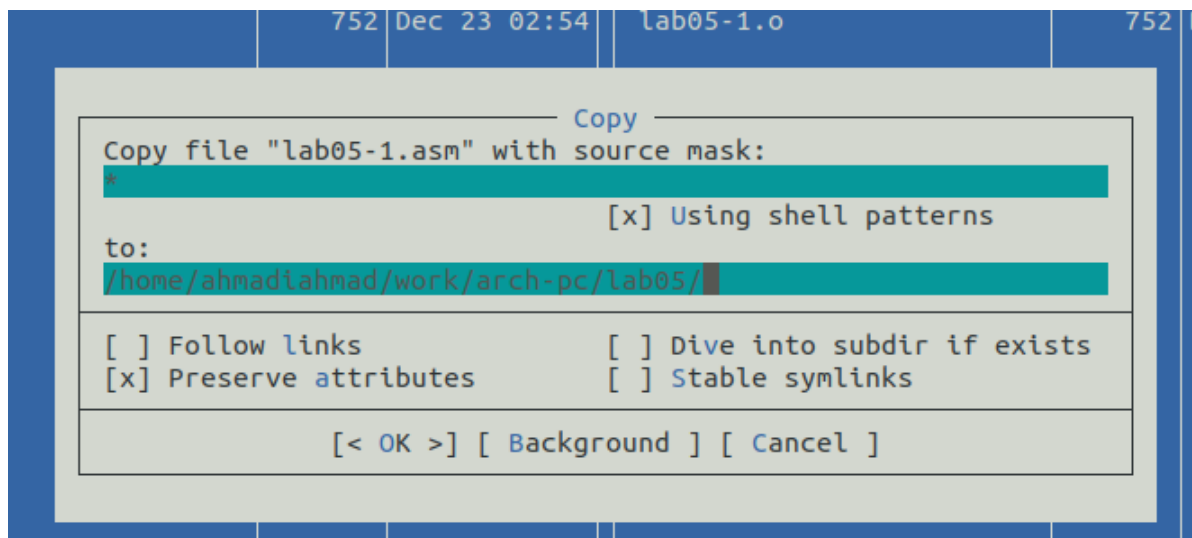 752 Dec 23 02:54 lab05-1.o 752
Copy
Copy file "lab05-1.asm" with source mask:
*
[x] Using shell patterns
to:
/home/ahmadiahmad/work/arch-pc/lab05/
[ ] Follow links [ ] Dive into subdir if exists
[x] Preserve attributes [ ] Stable symlinks
[< OK >] [ Background ] [ Cancel ]